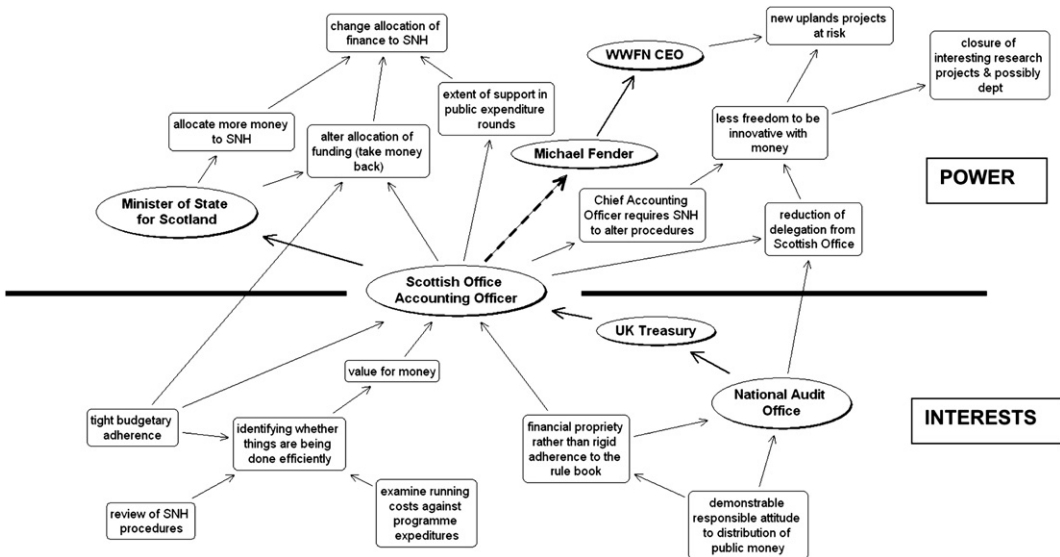 change allocation of
finance to SNH
new uplands projects
at risk
WWFN CEO
closure of
interesting research
projects & possibly
dept
extent of support in
public expenditure
rounds
allocate more money
to SNH
alter allocation of
funding (take money
back)
less freedom to be
innovative with
money
Michael Fender
POWER
Minister of State
for Scotland
Chief Accounting
Officer requires SNH
to alter procedures
reduction of
delegation from
Scottish Office
Scottish Office
Accounting Officer
UK Treasury
value for money
National Audit
Office
INTERESTS
tight budgetary
adherence
identifying whether
things are being
done efficiently
financial propriety
rather than rigid
adherence to the
rule book
review of SNH
procedures
examine running
costs against
programme
expeditures
demonstrable
responsible attitude
to distribution of
public money